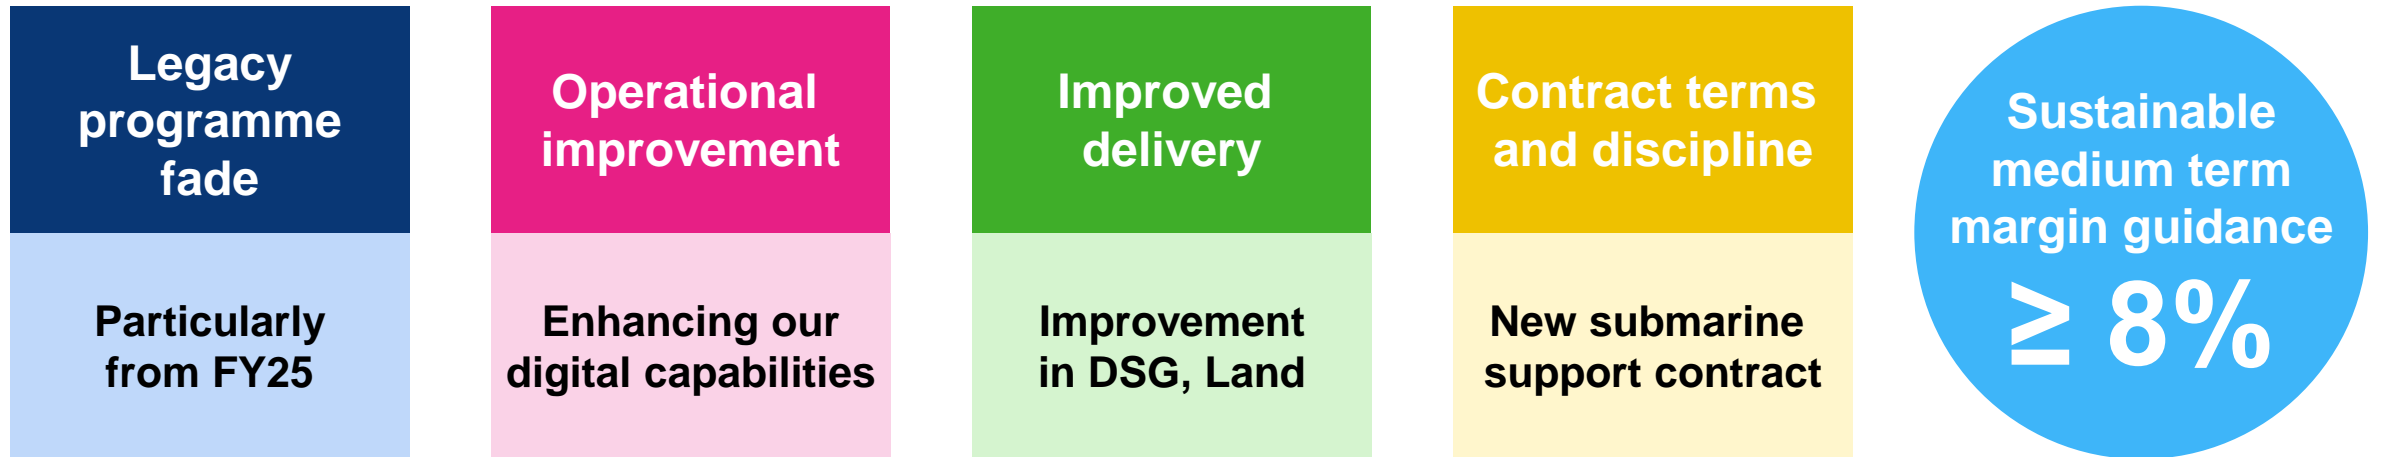 Legacy
programme
fade
Particularly
from FY25
Operational
improvement
Enhancing our
digital capabilities
Improved
delivery
Improvement
in DSG, Land
Contract terms
and discipline
New submarine
support contract
Sustainable
medium term
margin guidance
≥ 8%